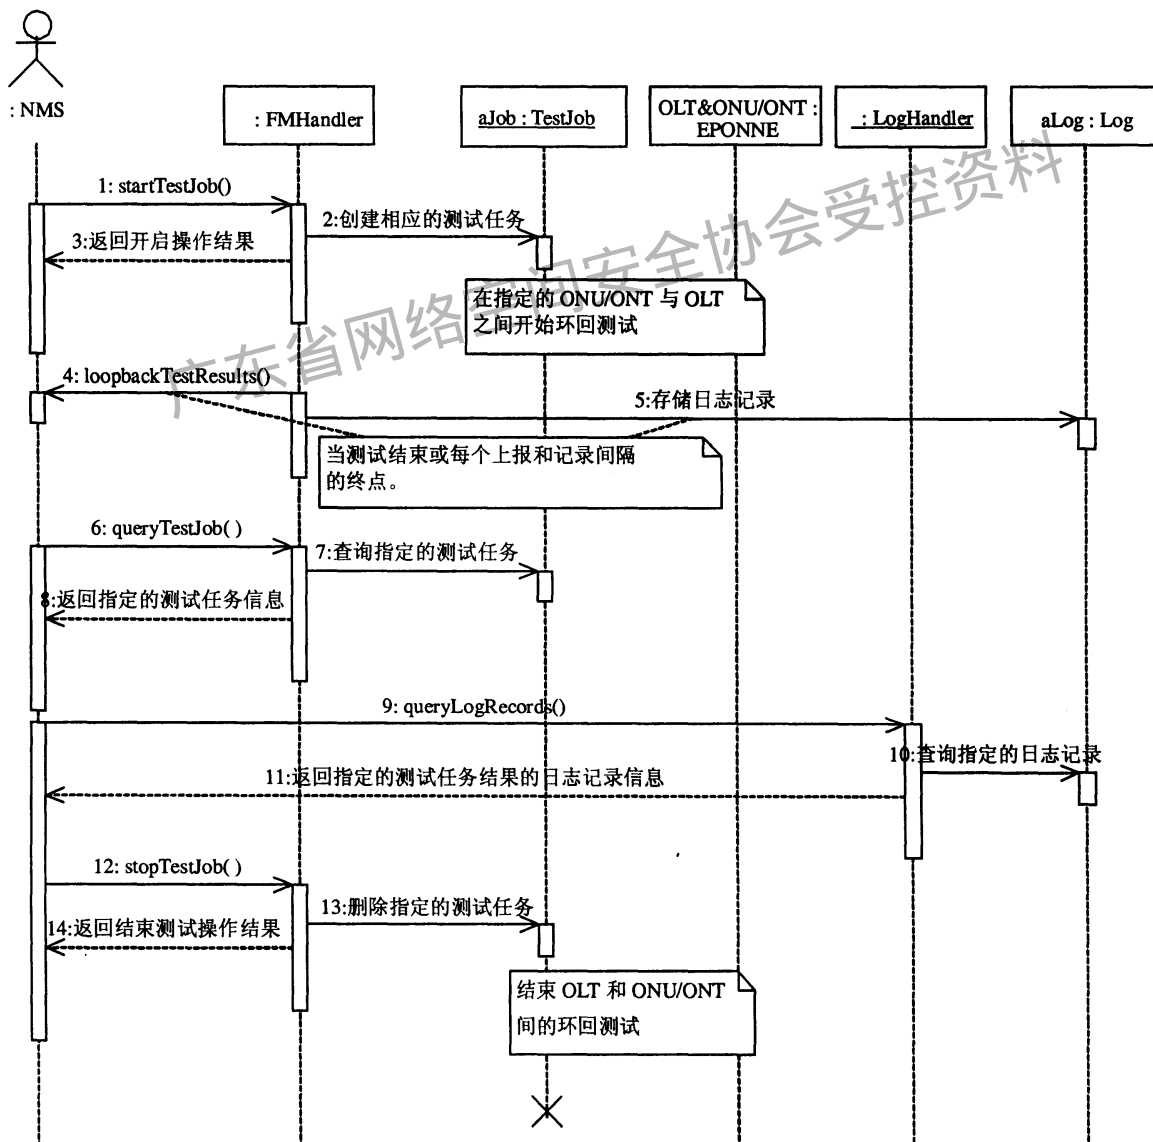 : NMS
: FMHandler
aJob : TestJob
OLT&ONU/ONT :
EPONNE
: LogHandler
aLog : Log
1: startTestJob()
2:创建相应的测试任务
3:返回开启操作结果
在指定的 ONU/ONT 与 OLT
之间开始环回测试
广东省网络空间安全协会受控资料
4: loopbackTestResults()
5:存储日志记录
当测试结束或每个上报和记录间隔
的终点。
6: queryTestJob( )
7:查询指定的测试任务
8:返回指定的测试任务信息
9: queryLogRecords()
10:查询指定的日志记录
11:返回指定的测试任务结果的日志记录信息
12: stopTestJob( )
13:删除指定的测试任务
14:返回结束测试操作结果
结束 OLT 和 ONU/ONT
间的环回测试